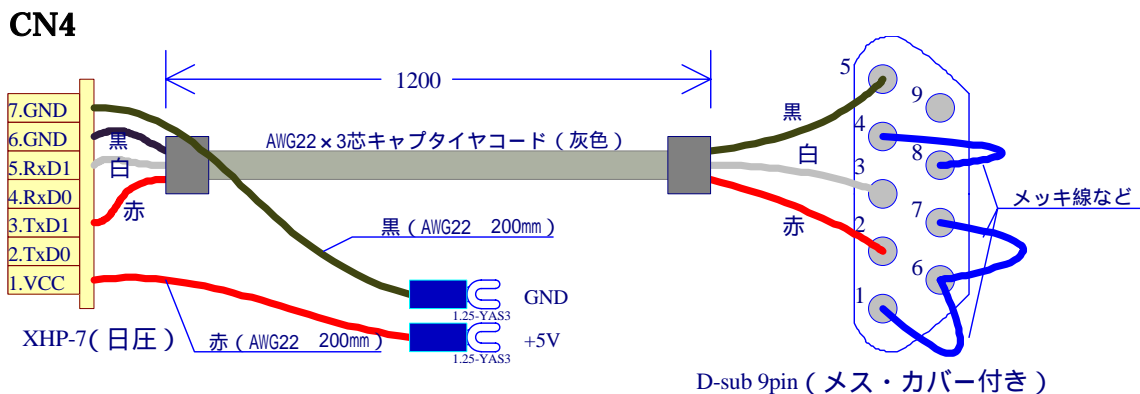 CN4
1200
7.GND
6.GND
5.RxD1
4.RxD0
3.TxD1
2.TxD0
1.VCC
黒
白
赤
AWG22×3芯キャプタイヤコード(灰色)
黒
白
赤
5
4
3
2
1
9
8
7
6
メッキ線など
黒(AWG22 200mm)
GND
1.25-YAS3
+5V
1.25-YAS3
XHP-7(日圧)
赤(AWG22 200mm)
D-sub 9pin(メス・カバー付き)